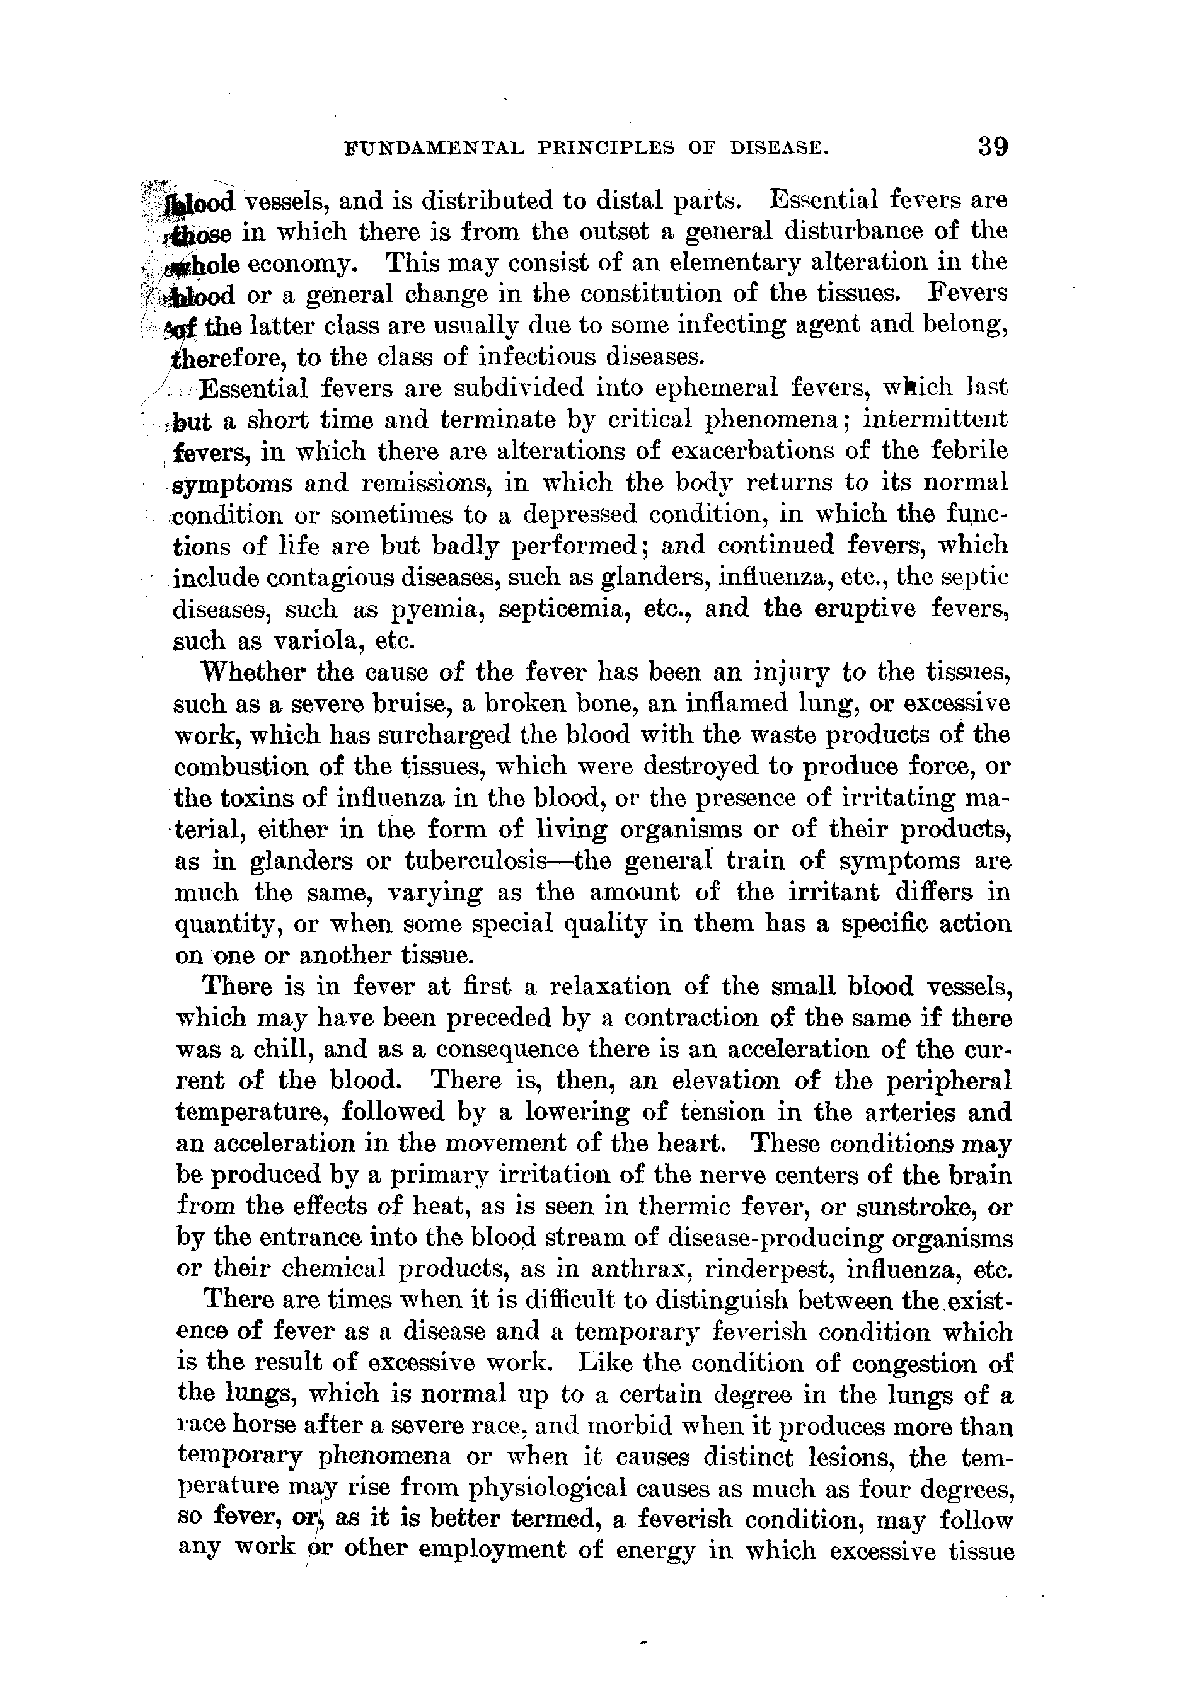 FUNDAMENTAL PRINCIPLES OF DISEASE. 39
blood vessels, and is distributed to distal parts. Essential fevers are
those in which there is from the outset a general disturbance of the
whole economy. This may consist of an elementary alteration in the
blood or a general change in the constitution of the tissues. Fevers
of the latter class are usually due to some infecting agent and belong,
therefore, to the class of infectious diseases.
Essential fevers are subdivided into ephemeral fevers, which last
but a short time and terminate by critical phenomena; intermittent
fevers, in which there are alterations of exacerbations of the febrile
symptoms and remissions, in which the body returns to its normal
condition or sometimes to a depressed condition, in which the func-
tions of life are but badly performed; and continued fevers, which
include contagious diseases, such as glanders, influenza, etc., the septic
diseases, such as pyemia, septicemia, etc., and the eruptive fevers,
such as variola, etc.
Whether the cause of the fever has been an injury to the tissues,
such as a severe bruise, a broken bone, an inflamed lung, or excessive
work, which has surcharged the blood with the waste products of the
combustion of the tissues, which were destroyed to produce force, or
the toxins of influenza in the blood, or the presence of irritating ma-
terial, either in the form of living organisms or of their products,
as in glanders or tuberculosis—the general train of symptoms are
much the same, varying as the amount of the irritant differs in
quantity, or when some special quality in them has a specific action
on one or another tissue.
There is in fever at first a relaxation of the small blood vessels,
which may have been preceded by a contraction of the same if there
was a chill, and as a consequence there is an acceleration of the cur-
rent of the blood. There is, then, an elevation of the peripheral
temperature, followed by a lowering of tension in the arteries and
an acceleration in the movement of the heart. These conditions may
be produced by a primary irritation of the nerve centers of the brain
from the effects of heat, as is seen in thermic fever, or sunstroke, or
by the entrance into the blood stream of disease-producing organisms
or their chemical products, as in anthrax, rinderpest, influenza, etc.
There are times when it is difficult to distinguish between the exist-
ence of fever as a disease and a temporary feverish condition which
is the result of excessive work. Like the condition of congestion of
the lungs, which is normal up to a certain degree in the lungs of a
race horse after a severe race, and morbid when it produces more than
temporary phenomena or when it causes distinct lesions, the tem-
perature may rise from physiological causes as much as four degrees,
so fever, or, as it is better termed, a feverish condition, may follow
any work or other employment of energy in which excessive tissue